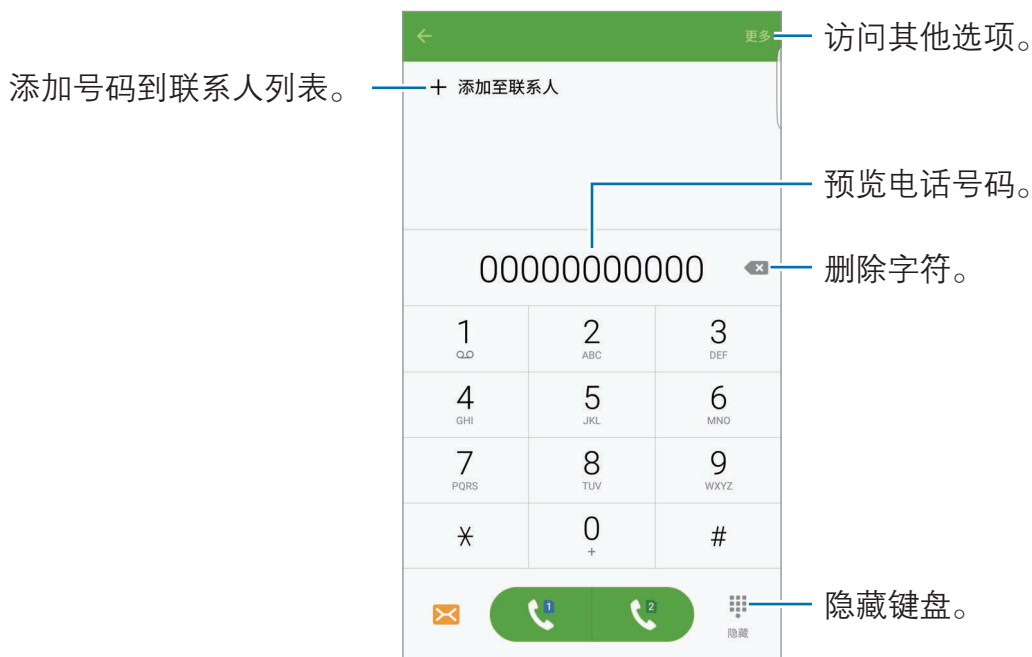 更多
访问其他选项。
添加号码到联系人列表。
+ 添加至联系人
预览电话号码。
00000000000
删除字符。
1
2 ABC
3 DEF
4 GHI
5 JKL
6 MNO
7 PQRS
8 TUV
9 WXYZ
*
0 +
#
1
2
隐藏
隐藏键盘。